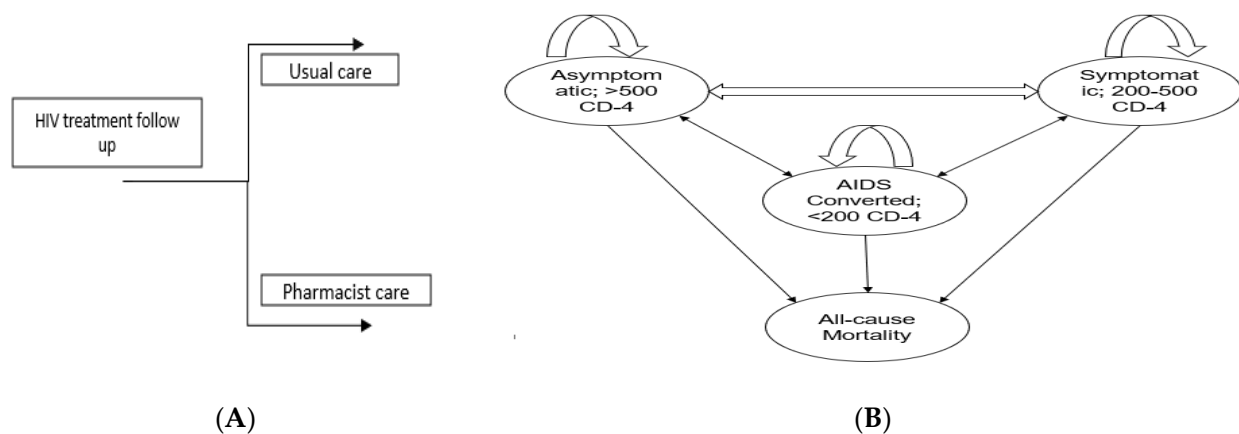 HIV treatment follow
up
Usual care
Pharmacist care
(A)
Asymptom
atic; >500
CD-4
Symptomat
ic; 200-500
CD-4
AIDS
Converted;
<200 CD-4
All-cause
Mortality
(B)